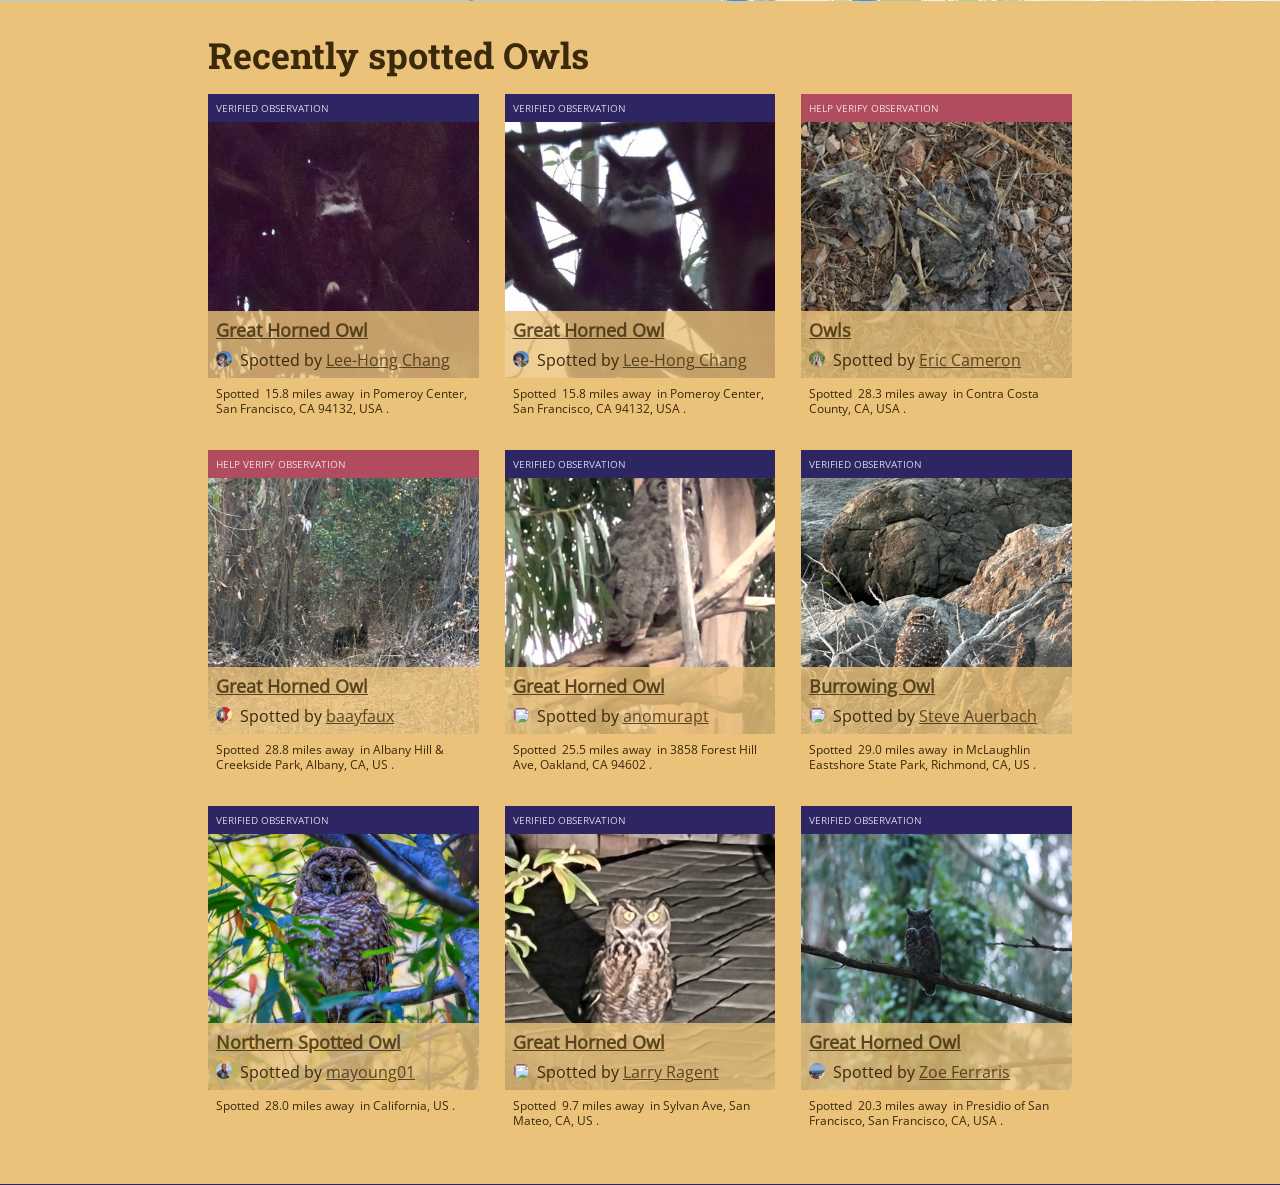 Recently spotted Owls
VERIFIED OBSERVATION
Great Horned Owl
Spotted by Lee-Hong Chang
Spotted 15.8 miles away in Pomeroy Center,
San Francisco, CA 94132, USA .
VERIFIED OBSERVATION
Great Horned Owl
Spotted by Lee-Hong Chang
Spotted 15.8 miles away in Pomeroy Center,
San Francisco, CA 94132, USA .
HELP VERIFY OBSERVATION
Owls
Spotted by Eric Cameron
Spotted 28.3 miles away in Contra Costa
County, CA, USA .
HELP VERIFY OBSERVATION
Great Horned Owl
Spotted by baayfaux
Spotted 28.8 miles away in Albany Hill &
Creekside Park, Albany, CA, US .
VERIFIED OBSERVATION
Great Horned Owl
Spotted by anomurapt
Spotted 25.5 miles away in 3858 Forest Hill
Ave, Oakland, CA 94602 .
VERIFIED OBSERVATION
Burrowing Owl
Spotted by Steve Auerbach
Spotted 29.0 miles away in McLaughlin
Eastshore State Park, Richmond, CA, US .
VERIFIED OBSERVATION
Northern Spotted Owl
Spotted by mayoung01
Spotted 28.0 miles away in California, US .
VERIFIED OBSERVATION
Great Horned Owl
Spotted by Larry Ragent
Spotted 9.7 miles away in Sylvan Ave, San
Mateo, CA, US .
VERIFIED OBSERVATION
Great Horned Owl
Spotted by Zoe Ferraris
Spotted 20.3 miles away in Presidio of San
Francisco, San Francisco, CA, USA .